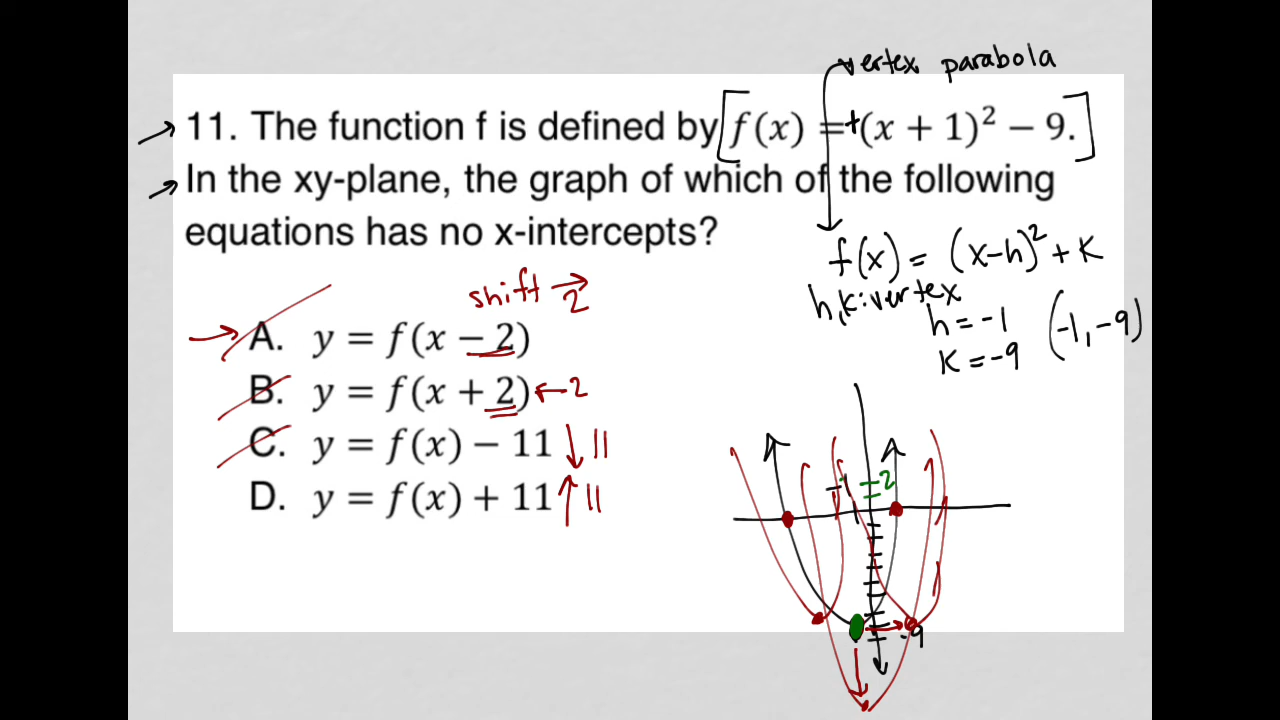 vertex parabola
11. The function f is defined by [f(x) = +(x + 1)² − 9.]
In the xy-plane, the graph of which of the following
equations has no x-intercepts?
f(x) = (x-h)² + K
shift → 2
h,k: vertex
h = -1 (-1, -9)
K = -9
A. y = f(x − 2)
B. y = f(x + 2) ← 2
C. y = f(x) − 11 ↓ 11
D. y = f(x) + 11 ↑ 11
-1 2
-9